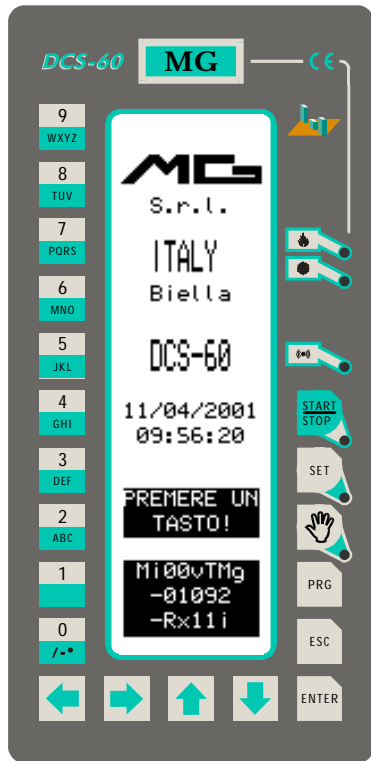 DCS-60
MG
CE
9
WXYZ
8
TUV
7
PQRS
6
MNO
5
JKL
4
GHI
3
DEF
2
ABC
1
0
/-°
MG
S.r.l.
ITALY
Biella
DCS-60
11/04/2001
09:56:20
PREMERE UN
TASTO!
Mi00vTMg
-01092
-Rx11i
START
STOP
SET
PRG
ESC
ENTER